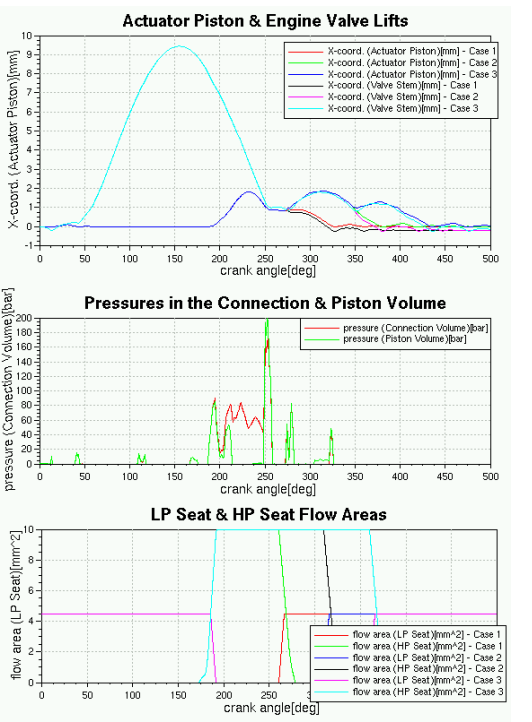 Actuator Piston & Engine Valve Lifts
X-coord. (Actuator Piston)[mm]
10
9
8
7
6
5
4
3
2
1
0
-1
X-coord. (Actuator Piston)[mm] - Case 1
X-coord. (Actuator Piston)[mm] - Case 2
X-coord. (Actuator Piston)[mm] - Case 3
X-coord. (Valve Stem)[mm] - Case 1
X-coord. (Valve Stem)[mm] - Case 2
X-coord. (Valve Stem)[mm] - Case 3
0 50 100 150 200 250 300 350 400 450 500
crank angle[deg]
Pressures in the Connection & Piston Volume
pressure (Connection Volume)[bar]
200
180
160
140
120
100
80
60
40
20
0
pressure (Connection Volume)[bar]
pressure (Piston Volume)[bar]
0 50 100 150 200 250 300 350 400 450 500
crank angle[deg]
LP Seat & HP Seat Flow Areas
flow area (LP Seat)[mm^2]
10
8
6
4
2
0
flow area (LP Seat)[mm^2] - Case 1
flow area (HP Seat)[mm^2] - Case 1
flow area (LP Seat)[mm^2] - Case 2
flow area (HP Seat)[mm^2] - Case 2
flow area (LP Seat)[mm^2] - Case 3
flow area (HP Seat)[mm^2] - Case 3
0 50 100 150 200 250 300
crank angle[deg]